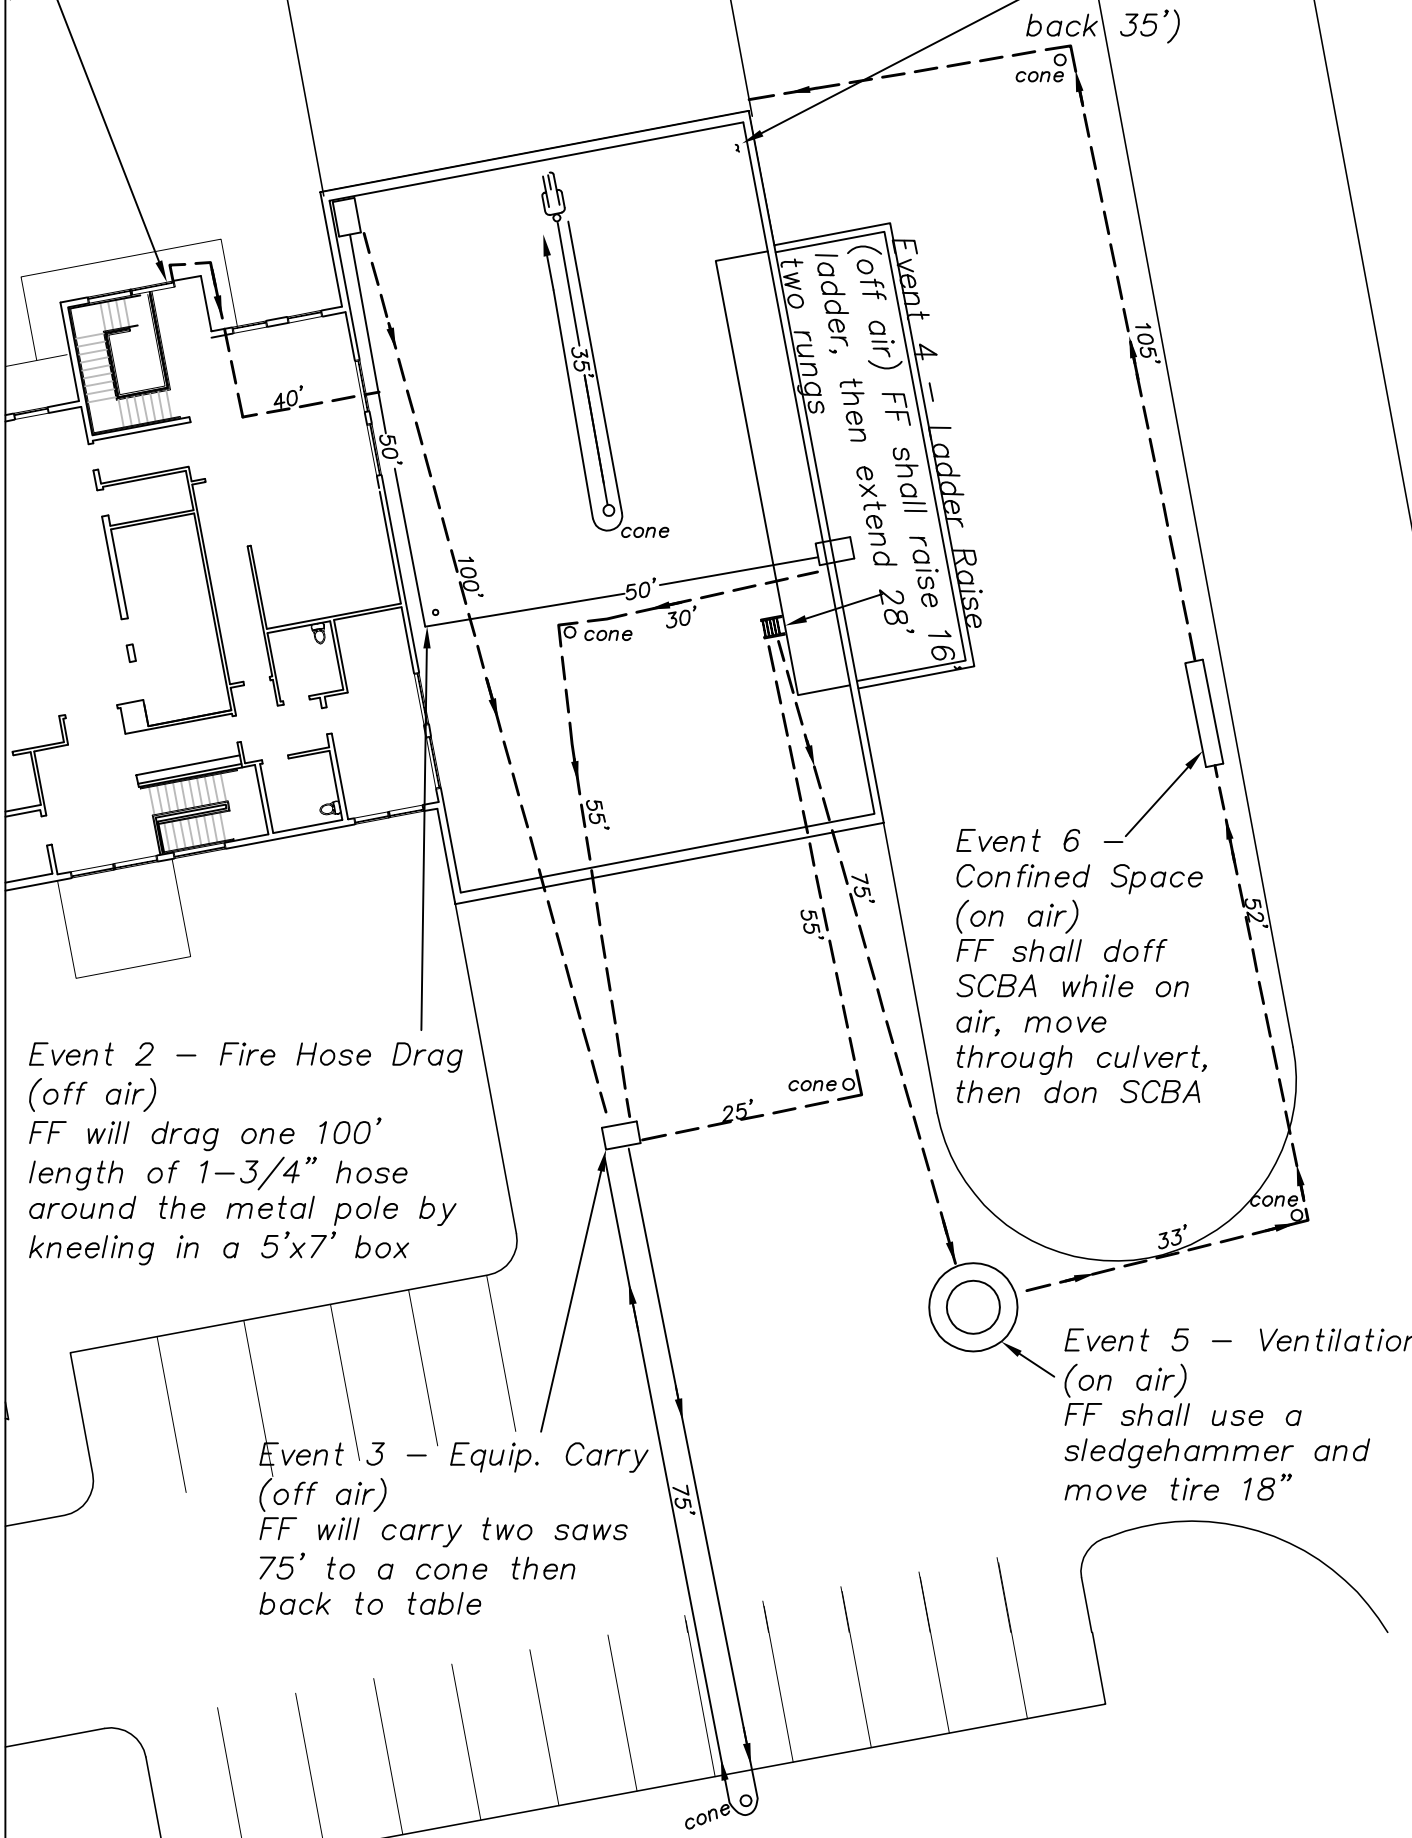 back 35’)
cone
105’
Event 4 – Ladder Raise
(off air) FF shall raise 16’
ladder, then extend 28’
two rungs
35’
40’
50’
cone
100’
50’
30’
cone
55’
75’
55’
Event 6 –
Confined Space
(on air)
FF shall doff
SCBA while on
air, move
through culvert,
then don SCBA
52’
Event 2 – Fire Hose Drag
(off air)
FF will drag one 100’
length of 1–3/4” hose
around the metal pole by
kneeling in a 5’x7’ box
cone
25’
cone
33’
Event 5 – Ventilation
(on air)
FF shall use a
sledgehammer and
move tire 18”
Event 3 – Equip. Carry
(off air)
FF will carry two saws
75’ to a cone then
back to table
75’
cone